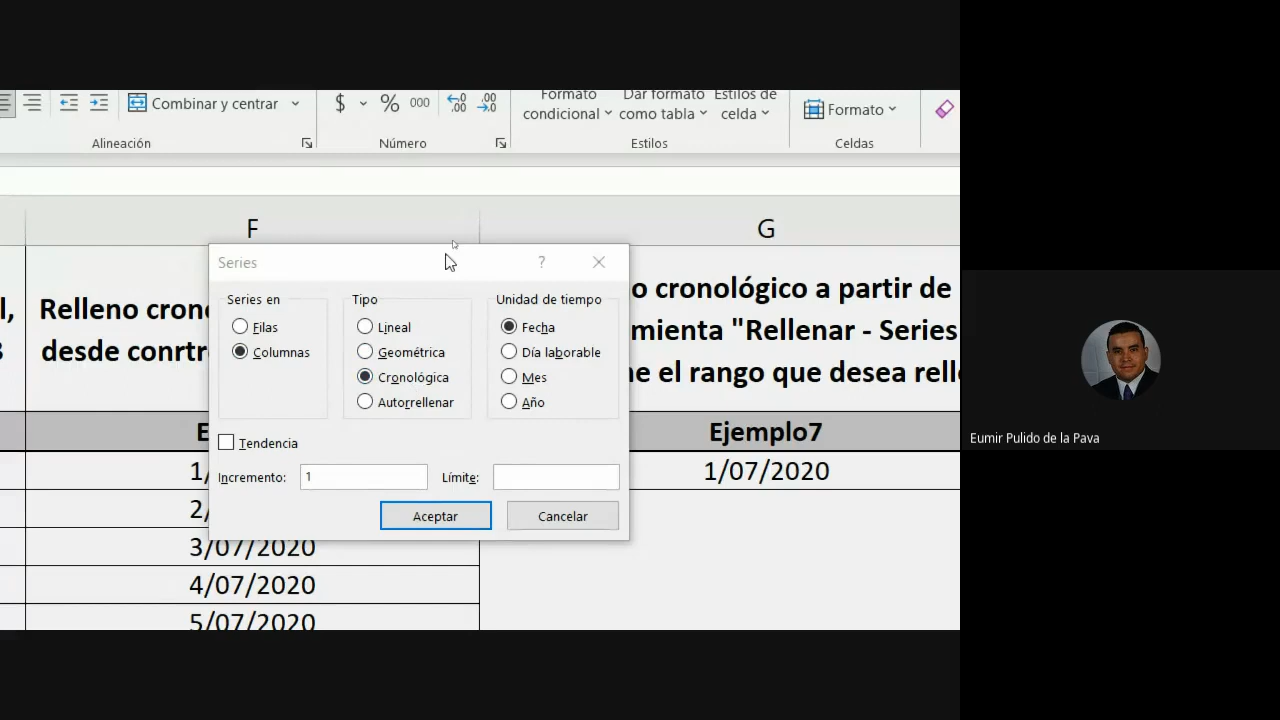 Combinar y centrar
$ % 000
Formato condicional
Dar formato como tabla
Estilos de celda
Formato
Alineación
Número
Estilos
Celdas
F
G
Series
?
Series en
Filas
Columnas
Tipo
Lineal
Geométrica
Cronológica
Autorrellenar
Unidad de tiempo
Fecha
Día laborable
Mes
Año
Tendencia
Incremento: 1
Límite:
Aceptar
Cancelar
l,
Relleno cron
desde conrtr
o cronológico a partir de
mienta "Rellenar - Series
e el rango que desea rell
E
Ejemplo7
1/
1/07/2020
2/
3/07/2020
4/07/2020
5/07/2020
Eumir Pulido de la Pava